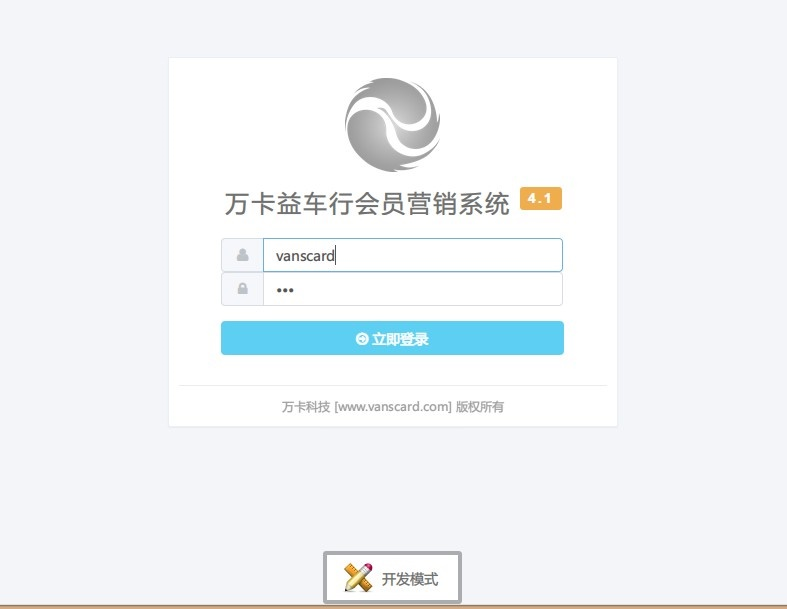 万卡益车行会员营销系统 4.1
vanscard
•••
立即登录
万卡科技 [www.vanscard.com] 版权所有
开发模式